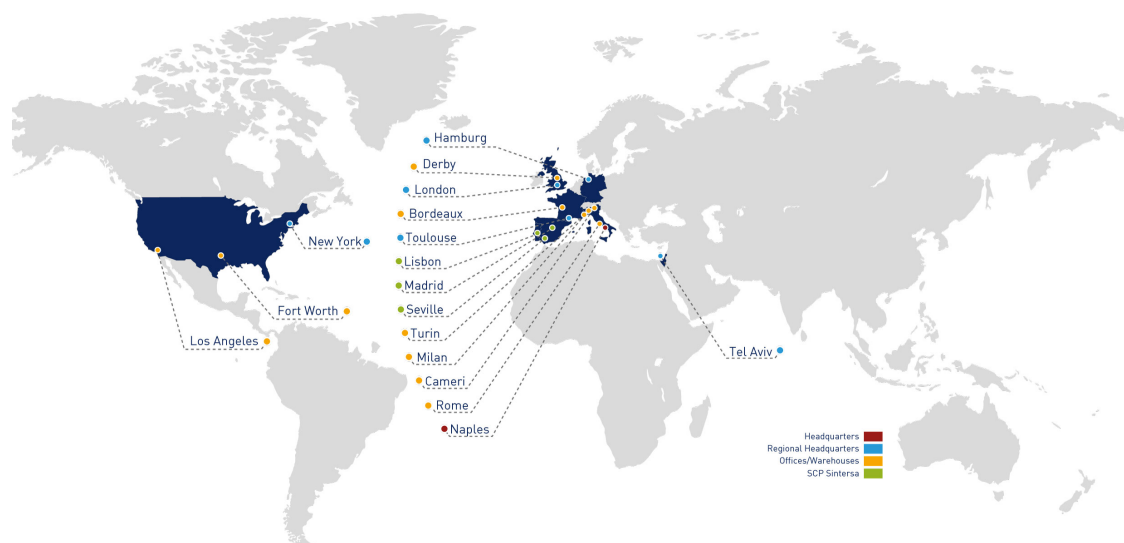 Hamburg
Derby
London
Bordeaux
Toulouse
Lisbon
Madrid
Seville
Turin
Milan
Cameri
Rome
Naples
New York
Fort Worth
Los Angeles
Tel Aviv
Headquarters
Regional Headquarters
Offices/Warehouses
SCP Sintersa